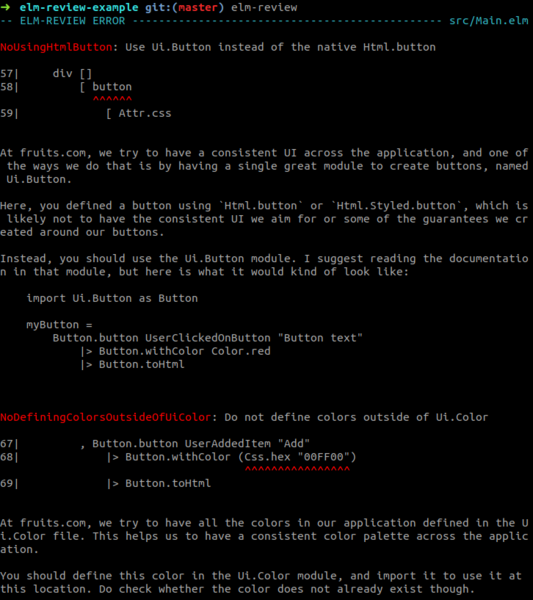 ➜  elm-review-example git:(master) elm-review
-- ELM-REVIEW ERROR ----------------------------------------------- src/Main.elm

NoUsingHtmlButton: Use Ui.Button instead of the native Html.button

57|     div []
58|         [ button
              ^^^^^^
59|             [ Attr.css


At fruits.com, we try to have a consistent UI across the application, and one of
 the ways we do that is by having a single great module to create buttons, named
 Ui.Button.

Here, you defined a button using `Html.button` or `Html.Styled.button`, which is
 likely not to have the consistent UI we aim for or some of the guarantees we cr
eated around our buttons.

Instead, you should use the Ui.Button module. I suggest reading the documentatio
n in that module, but here is what it would kind of look like:

    import Ui.Button as Button

    myButton =
        Button.button UserClickedOnButton "Button text"
            |> Button.withColor Color.red
            |> Button.toHtml



NoDefiningColorsOutsideOfUiColor: Do not define colors outside of Ui.Color

67|         , Button.button UserAddedItem "Add"
68|             |> Button.withColor (Css.hex "00FF00")
                                     ^^^^^^^^^^^^^^^^
69|             |> Button.toHtml


At fruits.com, we try to have all the colors in our application defined in the U
i.Color file. This helps us to have a consistent color palette across the applic
ation.

You should define this color in the Ui.Color module, and import it to use it at
this location. Do check whether the color does not already exist though.